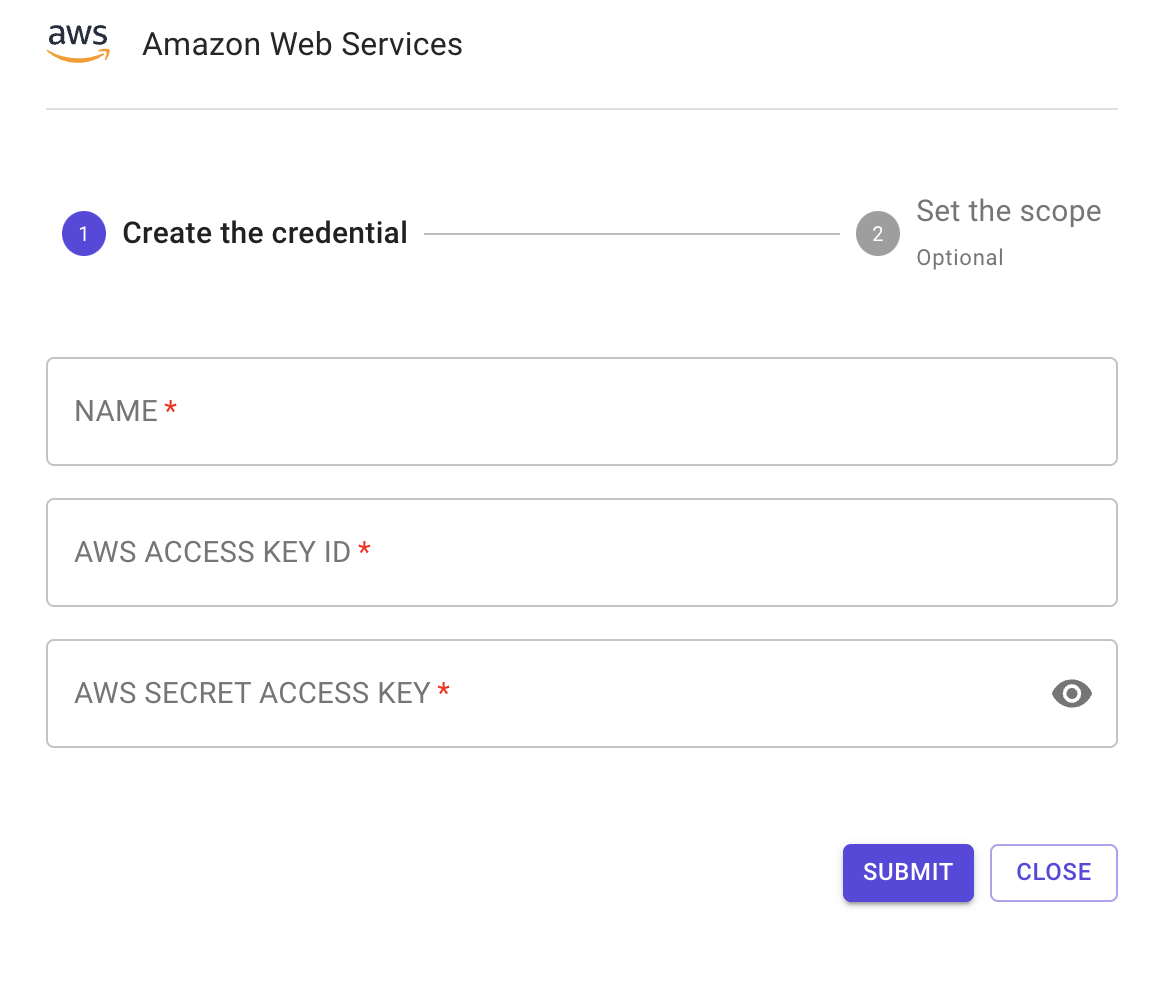 aws
Amazon Web Services
1
Create the credential
2
Set the scope
Optional
NAME *
AWS ACCESS KEY ID *
AWS SECRET ACCESS KEY *
SUBMIT
CLOSE